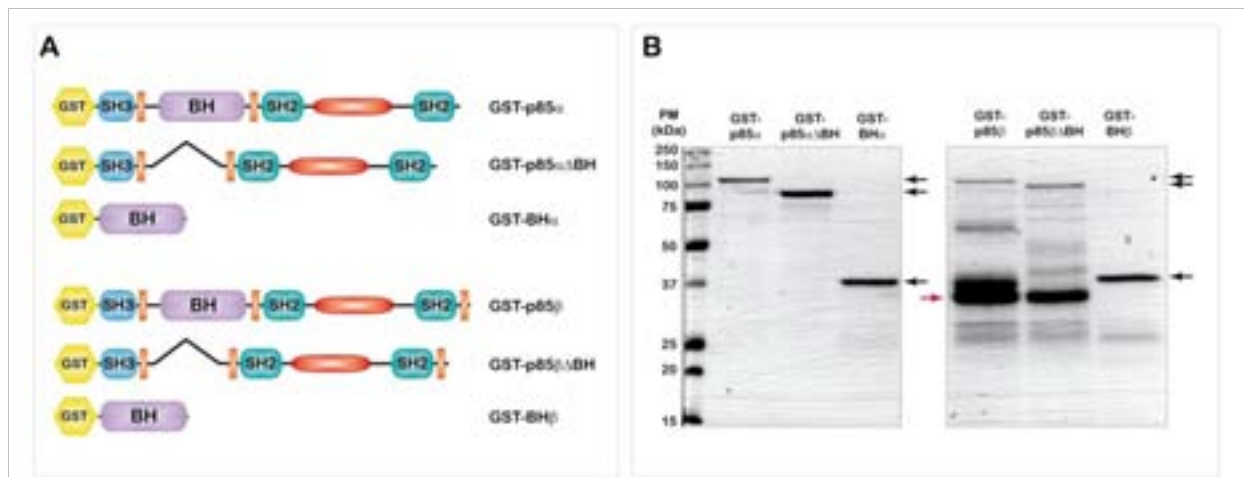 A
GST SH3 BH SH2 SH2 GST-p85α
GST SH3 SH2 SH2 GST-p85αΔBH
GST BH GST-BHα
GST SH3 BH SH2 SH2 GST-p85β
GST SH3 SH2 SH2 GST-p85βΔBH
GST BH GST-BHβ
B
PM
(kDa)
GST-
p85α
GST-
p85αΔBH
GST-
BHα
GST-
p85β
GST-
p85βΔBH
GST-
BHβ
250
150
100
75
50
37
25
20
15